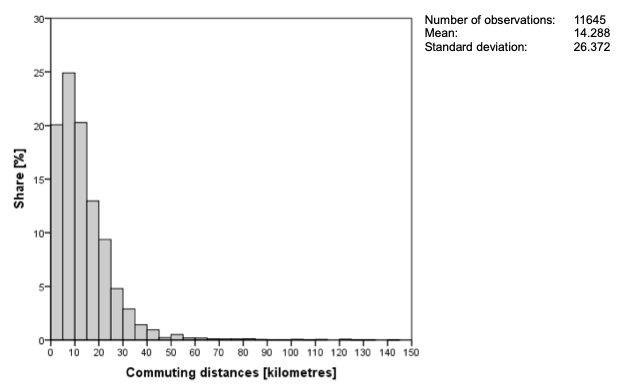 Number of observations: 11645
Mean: 14.288
Standard deviation: 26.372
30
25
20
15
10
5
0
Share [%]
0 10 20 30 40 50 60 70 80 90 100 110 120 130 140 150
Commuting distances [kilometres]